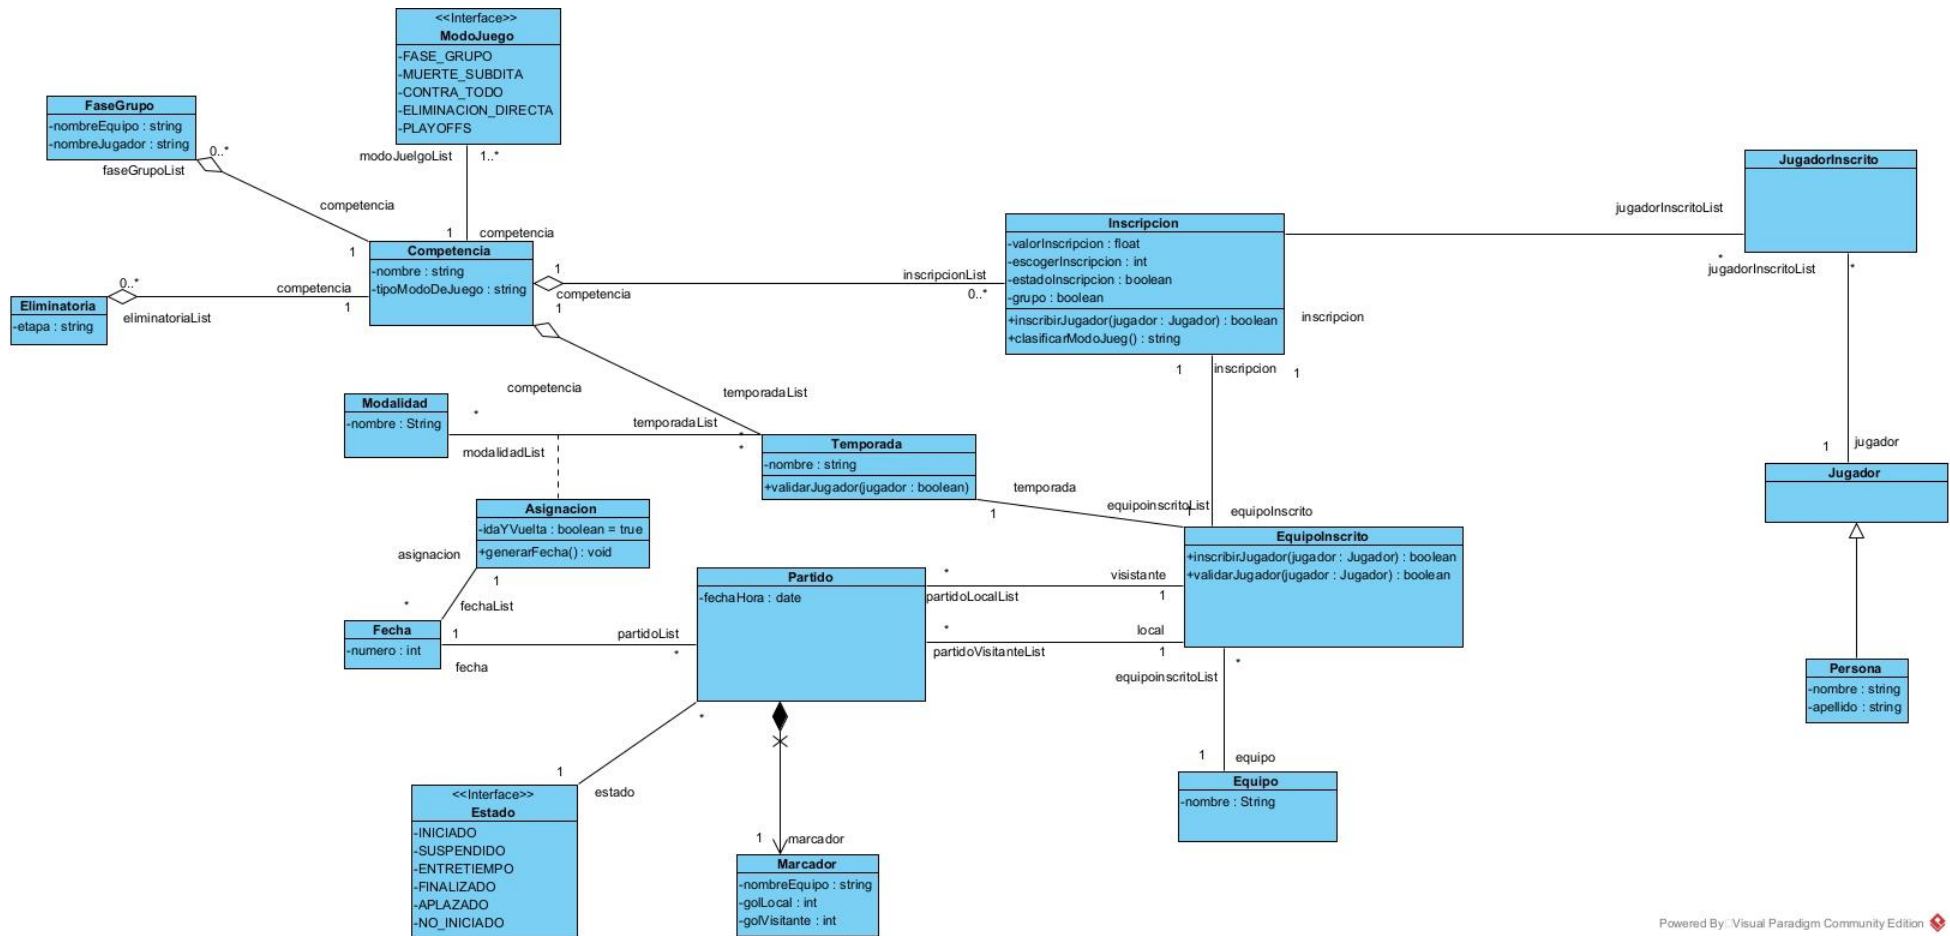 <<Interface>>
ModoJuego
-FASE_GRUPO
-MUERTE_SUBDITA
-CONTRA_TODO
-ELIMINACION_DIRECTA
-PLAYOFFS
modoJuelgoList
1..*
FaseGrupo
-nombreEquipo : string
-nombreJugador : string
0..*
faseGrupoList
competencia
1
1
competencia
Competencia
-nombre : string
-tipoModoDeJuego : string
0..*
competencia
1
eliminatoriaList
Eliminatoria
-etapa : string
1
competencia
1
inscripcionList
0..*
Inscripcion
-valorInscripcion : float
-escogerInscripcion : int
-estadoInscripcion : boolean
-grupo : boolean
+inscribirJugador(jugador : Jugador) : boolean
+clasificarModoJueg() : string
inscripcion
1
inscripcion
1
jugadorInscritoList
*
jugadorInscritoList
JugadorInscrito
*
1
jugador
Jugador
Persona
-nombre : string
-apellido : string
competencia
temporadaList
Modalidad
-nombre : String
*
modalidadList
temporadaList
*
*
Temporada
-nombre : string
+validarJugador(jugador : boolean)
temporada
1
equipoinscritoList
*
1
equipoInscrito
EquipoInscrito
+inscribirJugador(jugador : Jugador) : boolean
+validarJugador(jugador : Jugador) : boolean
Asignacion
-idaYVuelta : boolean = true
+generarFecha() : void
asignacion
1
fechaList
*
Fecha
-numero : int
1
fecha
partidoList
*
Partido
-fechaHora : date
*
partidoLocalList
visistante
1
*
partidoVisitanteList
local
1
equipoinscritoList
*
1
equipo
Equipo
-nombre : String
*
1
estado
<<Interface>>
Estado
-INICIADO
-SUSPENDIDO
-ENTRETIEMPO
-FINALIZADO
-APLAZADO
-NO_INICIADO
1
marcador
Marcador
-nombreEquipo : string
-golLocal : int
-golVisitante : int
Powered By Visual Paradigm Community Edition